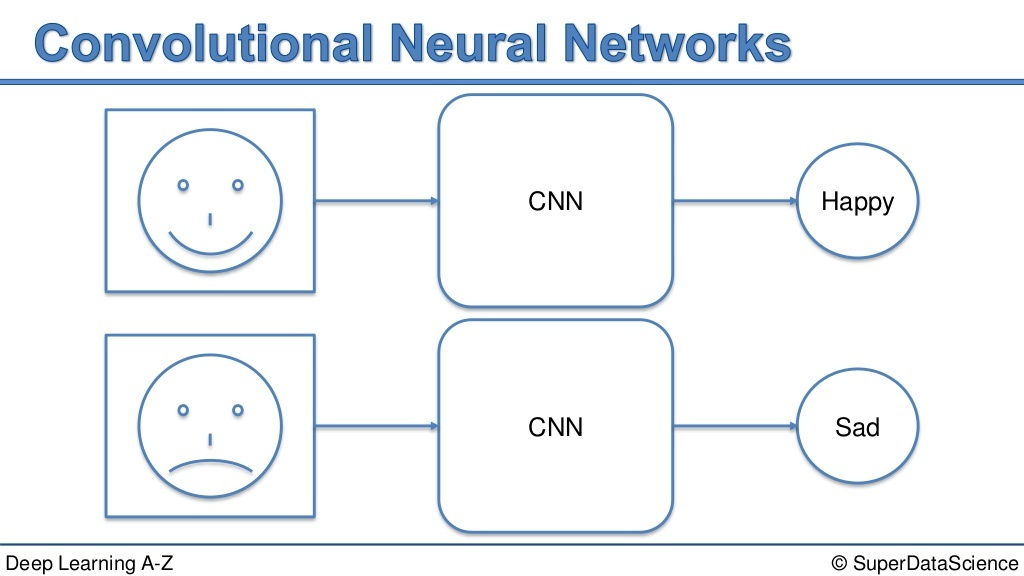 Convolutional Neural Networks
CNN
Happy
CNN
Sad
Deep Learning A-Z
© SuperDataScience